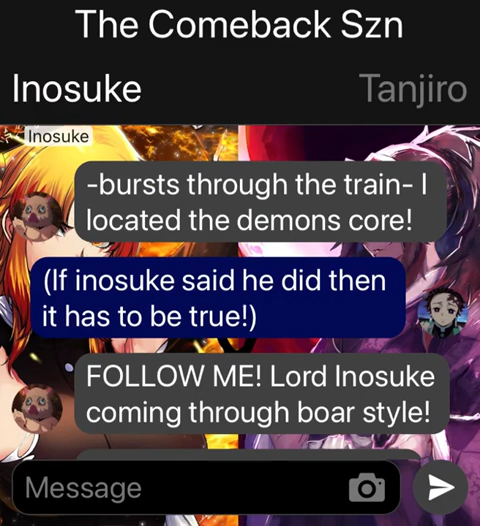 The Comeback Szn
Inosuke
Tanjiro
Inosuke
-bursts through the train- I
located the demons core!
(If inosuke said he did then
it has to be true!)
FOLLOW ME! Lord Inosuke
coming through boar style!
Message